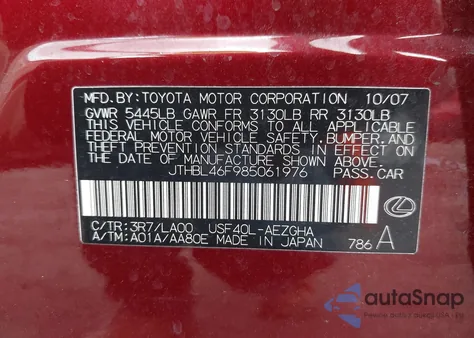 MFD.BY:TOYOTA MOTOR CORPORATION 10/07
GVWR 5445LB GAWR FR 3130LB RR 3130LB
THIS VEHICLE CONFORMS TO ALL APPLICABLE
FEDERAL MOTOR VEHICLE SAFETY, BUMPER, AND
THEFT PREVENTION STANDARDS IN EFFECT ON
THE DATE OF MANUFACTURE SHOWN ABOVE.
JTHBL46F985061976 PASS.CAR
C/TR: 3R7/LA00 USF40L-AEZGHA
A/TM: A01A/AA80E MADE IN JAPAN 786 A
autoSnap